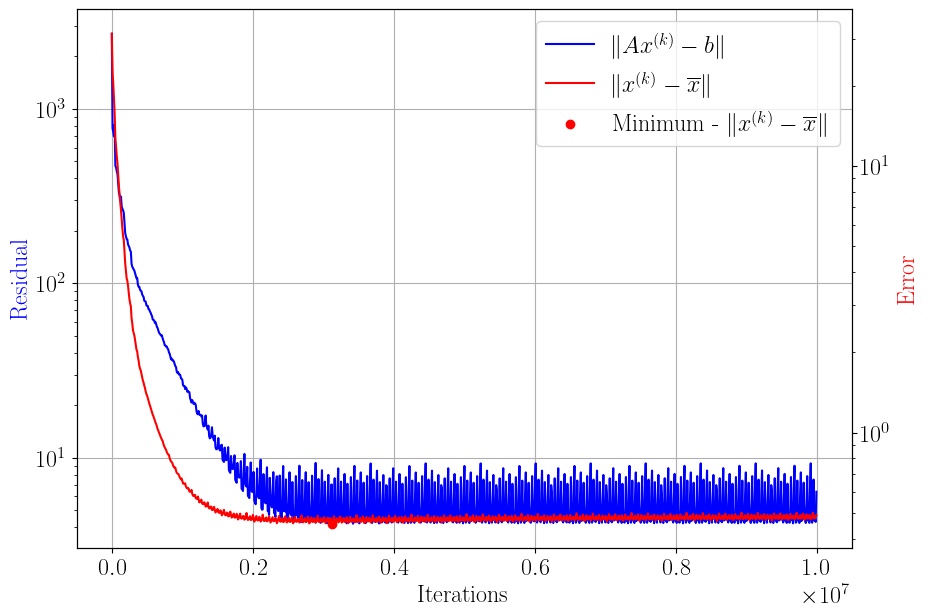 ‖Ax^{(k)} − b‖
‖x^{(k)} − x̅‖
Minimum - ‖x^{(k)} − x̅‖
10^3
10^2
10^1
Residual
10^1
10^0
Error
0.0 0.2 0.4 0.6 0.8 1.0
Iterations
×10^7